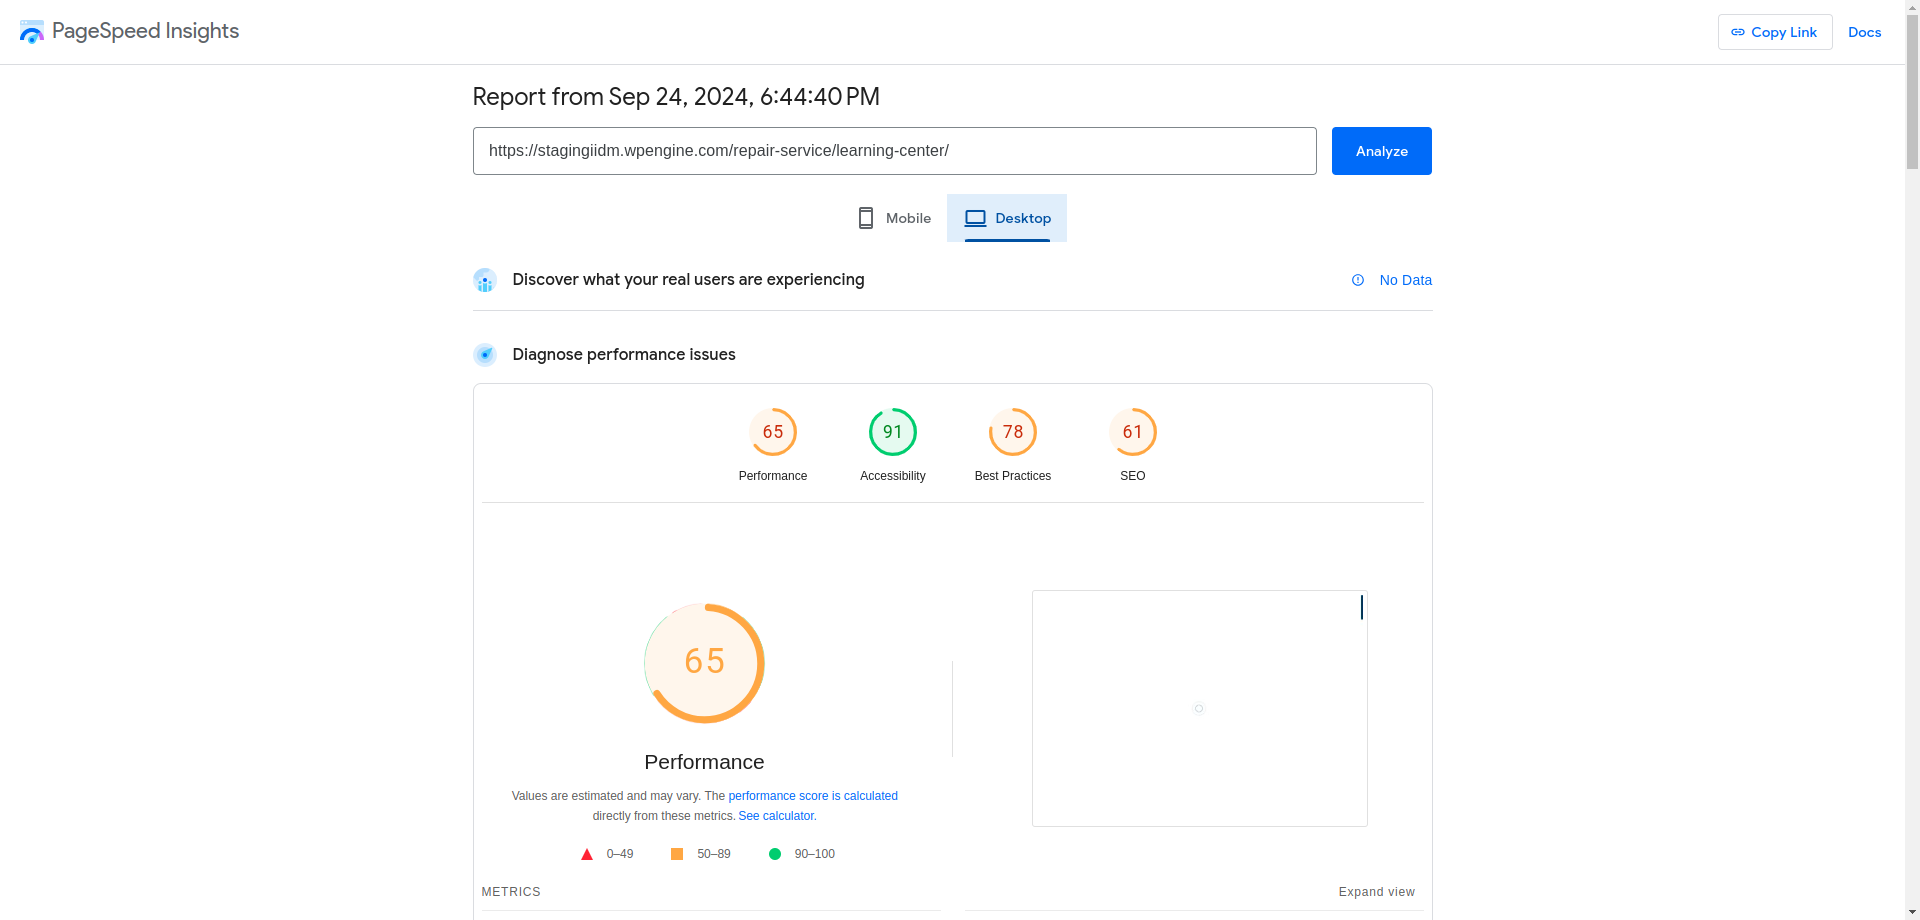 PageSpeed Insights
Copy Link
Docs
Report from Sep 24, 2024, 6:44:40 PM
https://stagingiidm.wpengine.com/repair-service/learning-center/
Analyze
Mobile
Desktop
Discover what your real users are experiencing
No Data
Diagnose performance issues
65
91
78
61
Performance
Accessibility
Best Practices
SEO
65
Performance
Values are estimated and may vary. The performance score is calculated
directly from these metrics. See calculator.
0–49
50–89
90–100
METRICS
Expand view